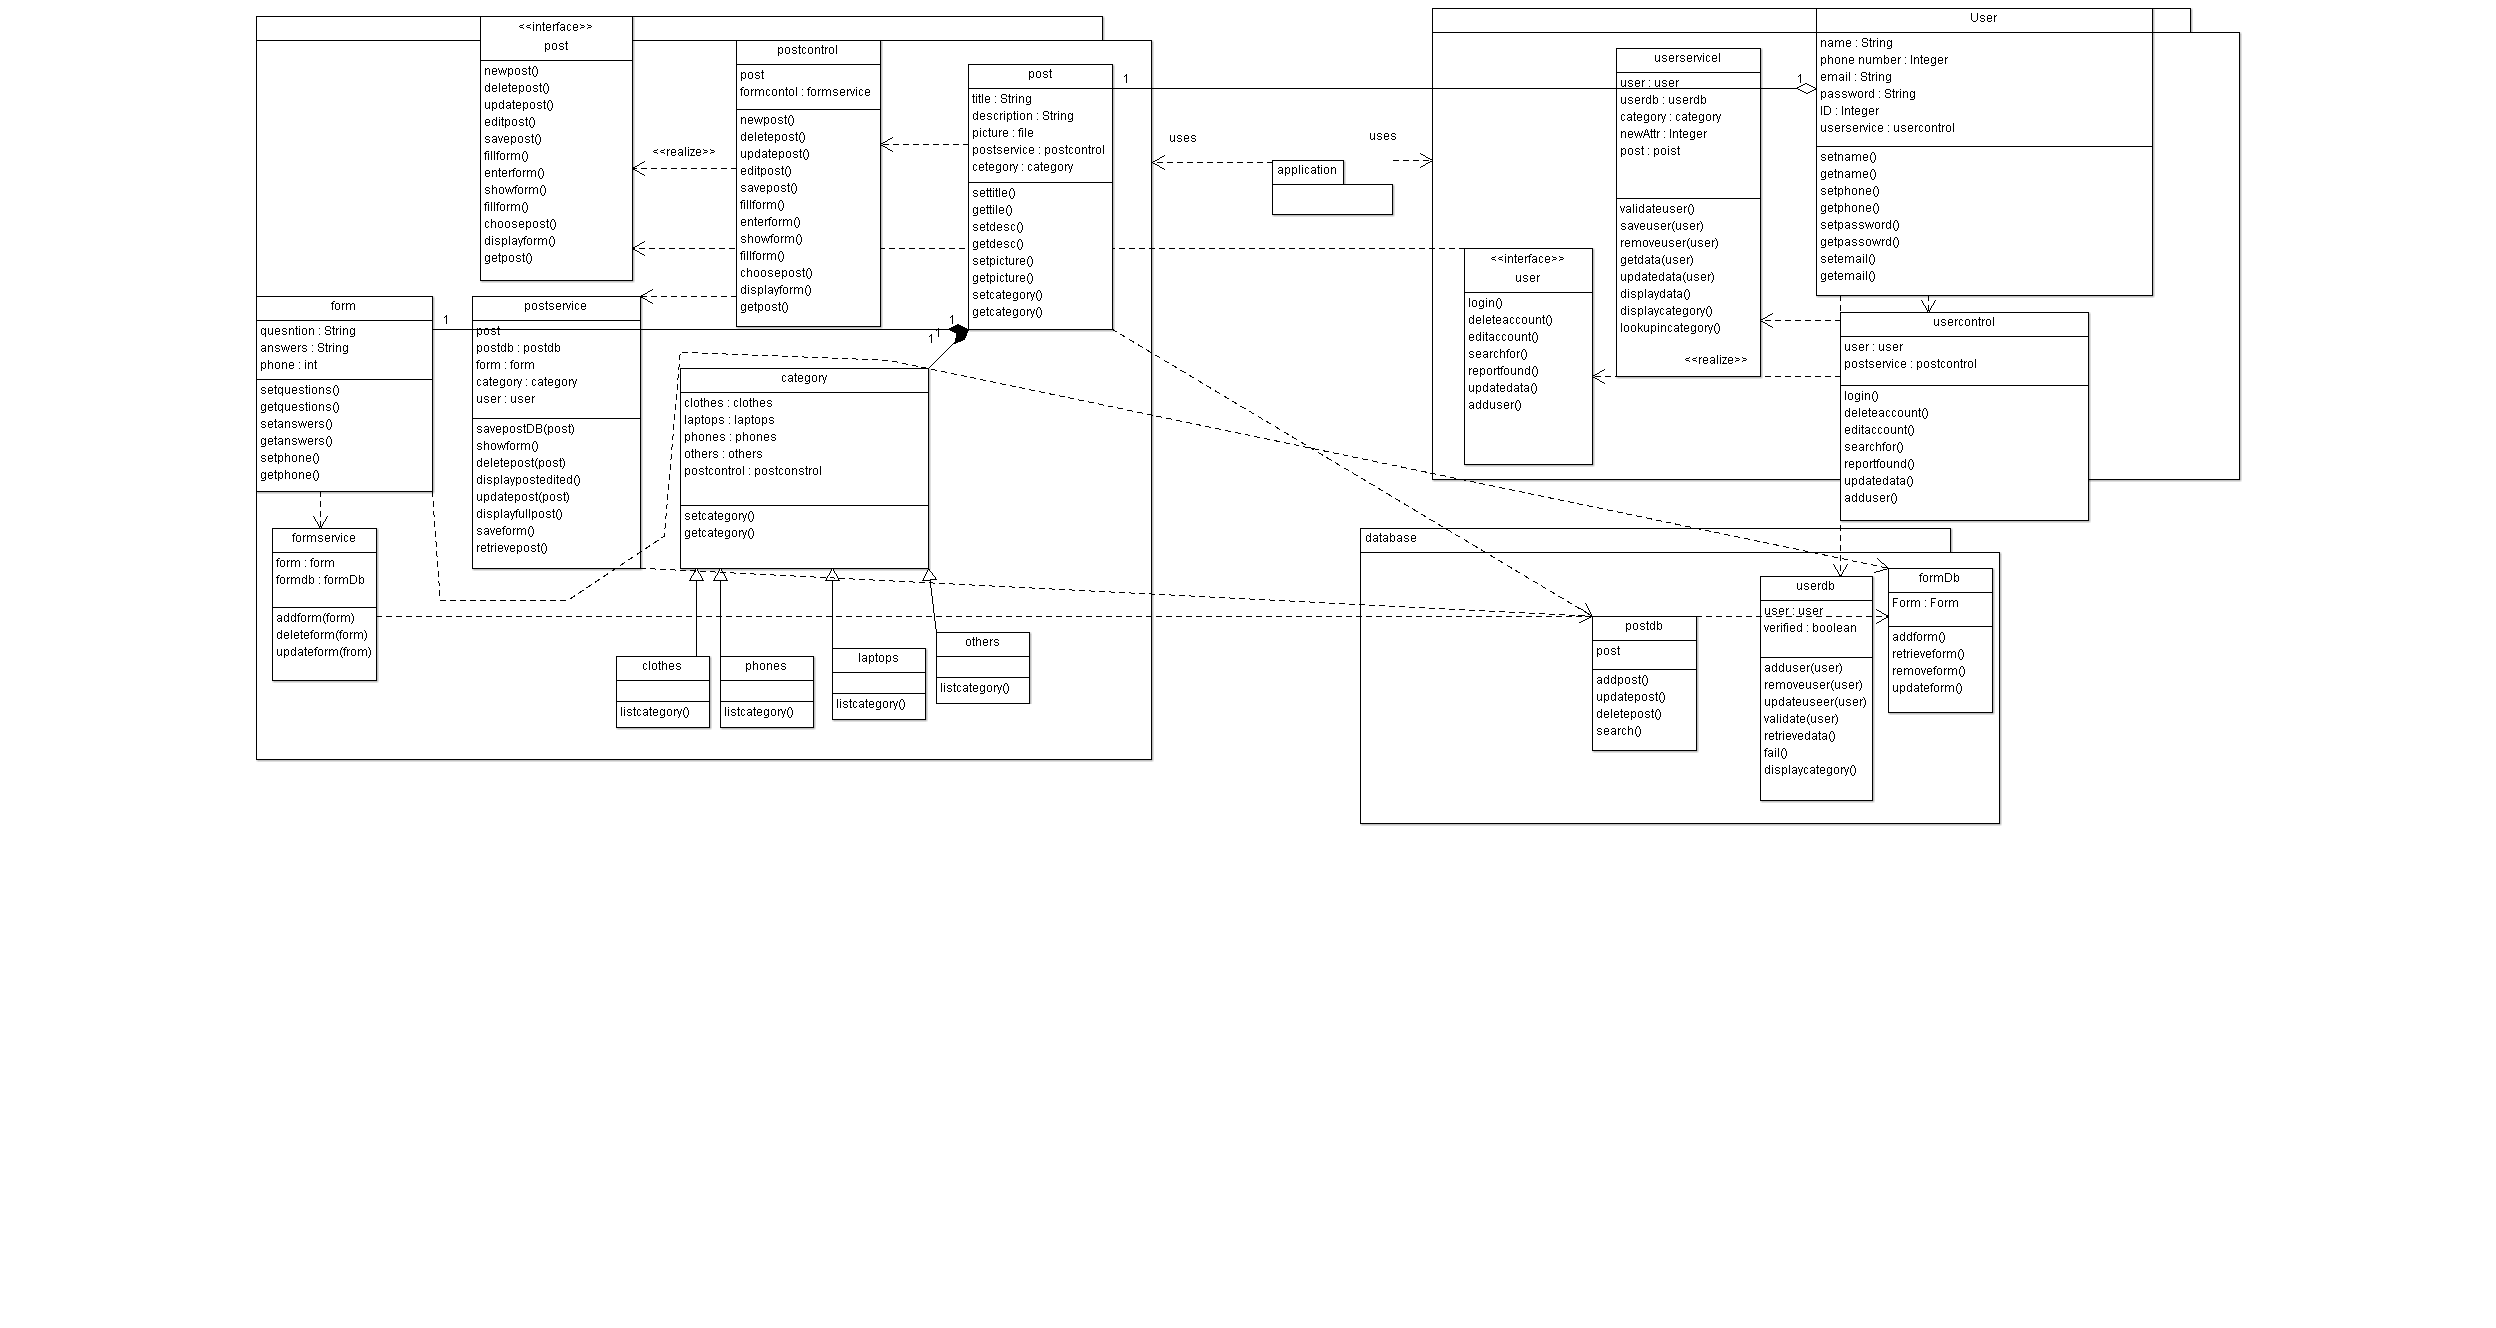 <<interface>>
post
newpost()
deletepost()
updatepost()
editpost()
savepost()
fillform()
enterform()
showform()
fillform()
choosepost()
displayform()
getpost()
<<realize>>
postcontrol
post
formcontol : formservice
newpost()
deletepost()
updatepost()
editpost()
savepost()
fillform()
enterform()
showform()
fillform()
choosepost()
displayform()
getpost()
post
title : String
description : String
picture : file
postservice : postcontrol
cetegory : category
settitle()
gettile()
setdesc()
getdesc()
setpicture()
getpicture()
setcategory()
getcategory()
1
1
uses
uses
application
form
quesntion : String
answers : String
phone : int
setquestions()
getquestions()
setanswers()
getanswers()
setphone()
getphone()
1
1
1
1
postservice
post
postdb : postdb
form : form
category : category
user : user
savepostDB(post)
showform()
deletepost(post)
displaypostedited()
updatepost(post)
displayfullpost()
saveform()
retrievepost()
category
clothes : clothes
laptops : laptops
phones : phones
others : others
postcontrol : postconstrol
setcategory()
getcategory()
formservice
form : form
formdb : formDb
addform(form)
deleteform(form)
updateform(from)
clothes
listcategory()
phones
listcategory()
laptops
listcategory()
others
listcategory()
userserviceI
user : user
userdb : userdb
category : category
newAttr : Integer
post : poist
validateuser()
saveuser(user)
removeuser(user)
getdata(user)
updatedata(user)
displaydata()
displaycategory()
lookupincategory()
<<realize>>
User
name : String
phone number : Integer
email : String
password : String
ID : Integer
userservice : usercontrol
setname()
getname()
setphone()
getphone()
setpassword()
getpassowrd()
setemail()
getemail()
<<interface>>
user
login()
deleteaccount()
editaccount()
searchfor()
reportfound()
updatedata()
adduser()
usercontrol
user : user
postservice : postcontrol
login()
deleteaccount()
editaccount()
searchfor()
reportfound()
updatedata()
adduser()
database
postdb
post
addpost()
updatepost()
deletepost()
search()
userdb
user : user
verified : boolean
adduser(user)
removeuser(user)
updateuseer(user)
validate(user)
retrievedata()
fail()
displaycategory()
formDb
Form : Form
addform()
retrieveform()
removeform()
updateform()